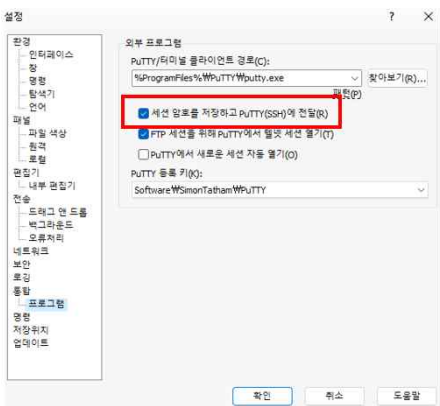 설정
?
×
환경
인터페이스
창
명령
탐색기
언어
패널
파일 색상
원격
로컬
편집기
내부 편집기
전송
드래그 앤 드롭
백그라운드
오류처리
네트워크
보안
로깅
통합
프로그램
명령
저장위치
업데이트
외부 프로그램
PuTTY/터미널 클라이언트 경로(C):
%ProgramFiles%₩PuTTY₩putty.exe
찾아보기(R)...
패턴(P)
세션 암호를 저장하고 PuTTY(SSH)에 전달(R)
FTP 세션을 위해 PuTTY에서 텔넷 세션 열기(T)
PuTTY에서 새로운 세션 자동 열기(O)
PuTTY 등록 키(K):
Software₩SimonTatham₩PuTTY
확인
취소
도움말